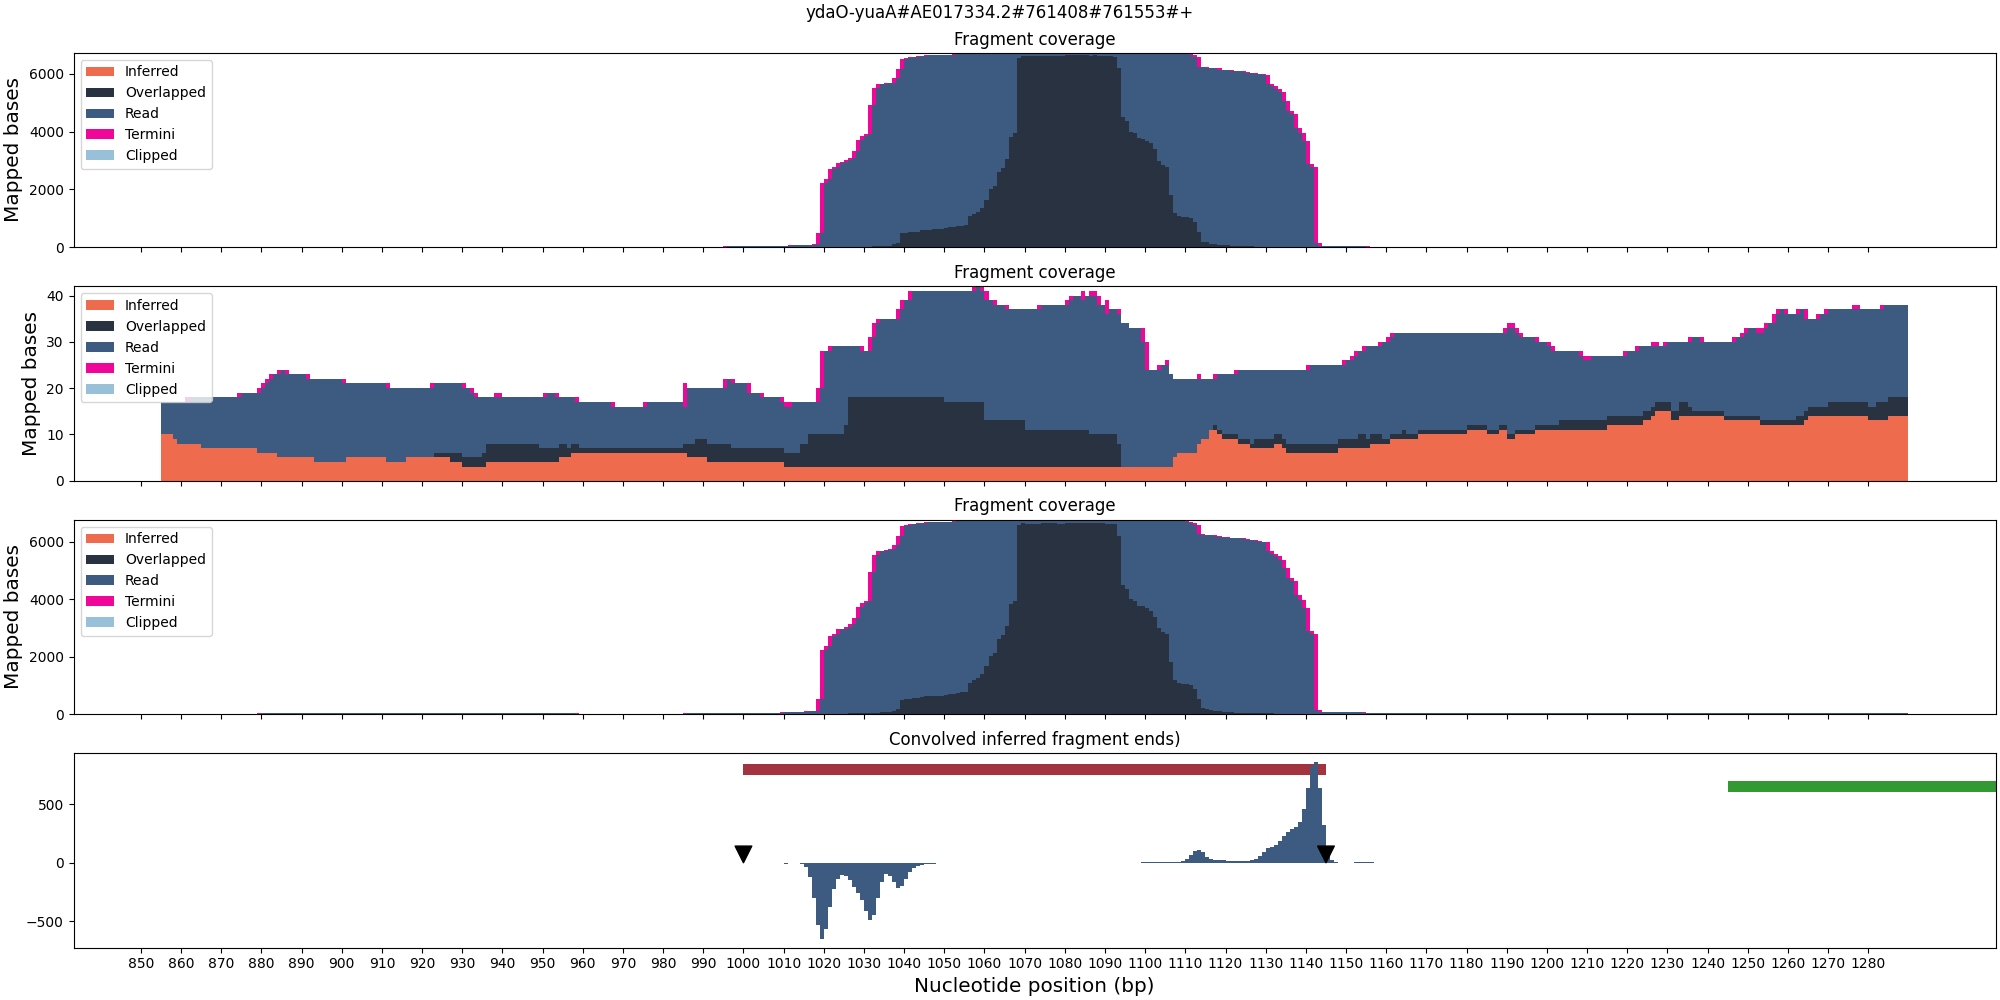 ydaO-yuaA#AE017334.2#761408#761553#+
Fragment coverage
Mapped bases
6000
4000
2000
0
Inferred
Overlapped
Read
Termini
Clipped
Fragment coverage
Mapped bases
40
30
20
10
0
Inferred
Overlapped
Read
Termini
Clipped
Fragment coverage
Mapped bases
6000
4000
2000
0
Inferred
Overlapped
Read
Termini
Clipped
Convolved inferred fragment ends)
500
0
−500
850 860 870 880 890 900 910 920 930 940 950 960 970 980 990 1000 1010 1020 1030 1040 1050 1060 1070 1080 1090 1100 1110 1120 1130 1140 1150 1160 1170 1180 1190 1200 1210 1220 1230 1240 1250 1260 1270 1280
Nucleotide position (bp)